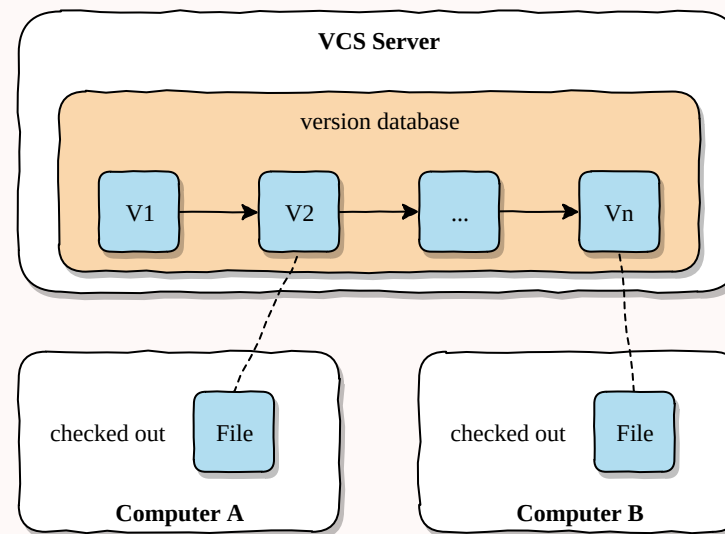 VCS Server
version database
V1
V2
...
Vn
checked out
File
Computer A
checked out
File
Computer B